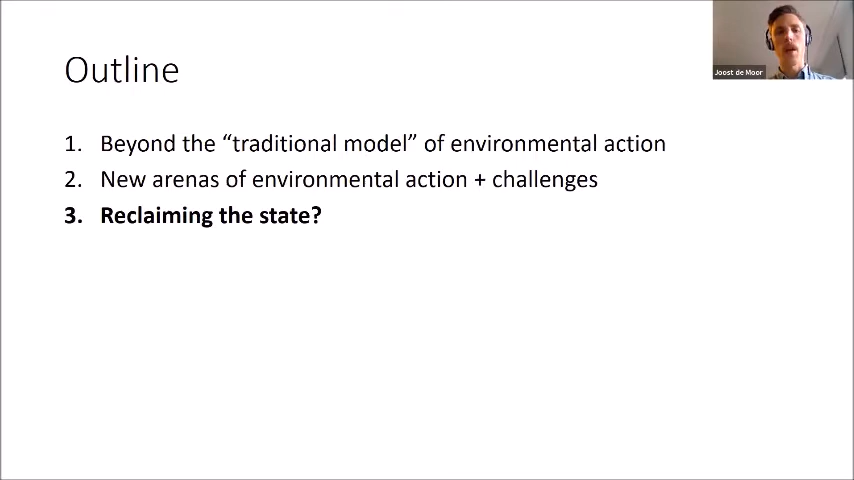 Outline
Joost de Moor
1. Beyond the “traditional model” of environmental action
2. New arenas of environmental action + challenges
3. Reclaiming the state?